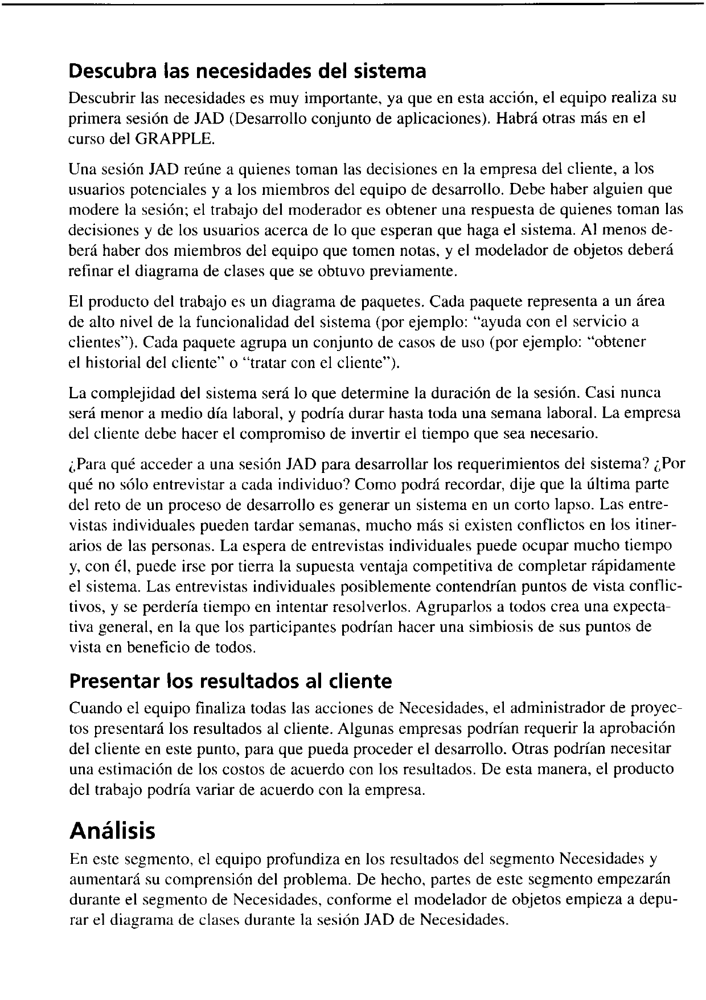 Descubra las necesidades del sistema
Descubrir las necesidades es muy importante, ya que en esta acción, el equipo realiza su
primera sesión de JAD (Desarrollo conjunto de aplicaciones). Habrá otras más en el
curso del GRAPPLE.
Una sesión JAD reúne a quienes toman las decisiones en la empresa del cliente, a los
usuarios potenciales y a los miembros del equipo de desarrollo. Debe haber alguien que
modere la sesión; el trabajo del moderador es obtener una respuesta de quienes toman las
decisiones y de los usuarios acerca de lo que esperan que haga el sistema. Al menos de-
berá haber dos miembros del equipo que tomen notas, y el modelador de objetos deberá
refinar el diagrama de clases que se obtuvo previamente.
El producto del trabajo es un diagrama de paquetes. Cada paquete representa a un área
de alto nivel de la funcionalidad del sistema (por ejemplo: “ayuda con el servicio a
clientes”). Cada paquete agrupa un conjunto de casos de uso (por ejemplo: “obtener
el historial del cliente” o “tratar con el cliente”).
La complejidad del sistema será lo que determine la duración de la sesión. Casi nunca
será menor a medio día laboral, y podría durar hasta toda una semana laboral. La empresa
del cliente debe hacer el compromiso de invertir el tiempo que sea necesario.
¿Para qué acceder a una sesión JAD para desarrollar los requerimientos del sistema? ¿Por
qué no sólo entrevistar a cada individuo? Como podrá recordar, dije que la última parte
del reto de un proceso de desarrollo es generar un sistema en un corto lapso. Las entre-
vistas individuales pueden tardar semanas, mucho más si existen conflictos en los itiner-
arios de las personas. La espera de entrevistas individuales puede ocupar mucho tiempo
y, con él, puede irse por tierra la supuesta ventaja competitiva de completar rápidamente
el sistema. Las entrevistas individuales posiblemente contendrían puntos de vista conflic-
tivos, y se perdería tiempo en intentar resolverlos. Agruparlos a todos crea una expecta-
tiva general, en la que los participantes podrían hacer una simbiosis de sus puntos de
vista en beneficio de todos.
Presentar los resultados al cliente
Cuando el equipo finaliza todas las acciones de Necesidades, el administrador de proyec-
tos presentará los resultados al cliente. Algunas empresas podrían requerir la aprobación
del cliente en este punto, para que pueda proceder el desarrollo. Otras podrían necesitar
una estimación de los costos de acuerdo con los resultados. De esta manera, el producto
del trabajo podría variar de acuerdo con la empresa.
Análisis
En este segmento, el equipo profundiza en los resultados del segmento Necesidades y
aumentará su comprensión del problema. De hecho, partes de este segmento empezarán
durante el segmento de Necesidades, conforme el modelador de objetos empieza a depu-
rar el diagrama de clases durante la sesión JAD de Necesidades.